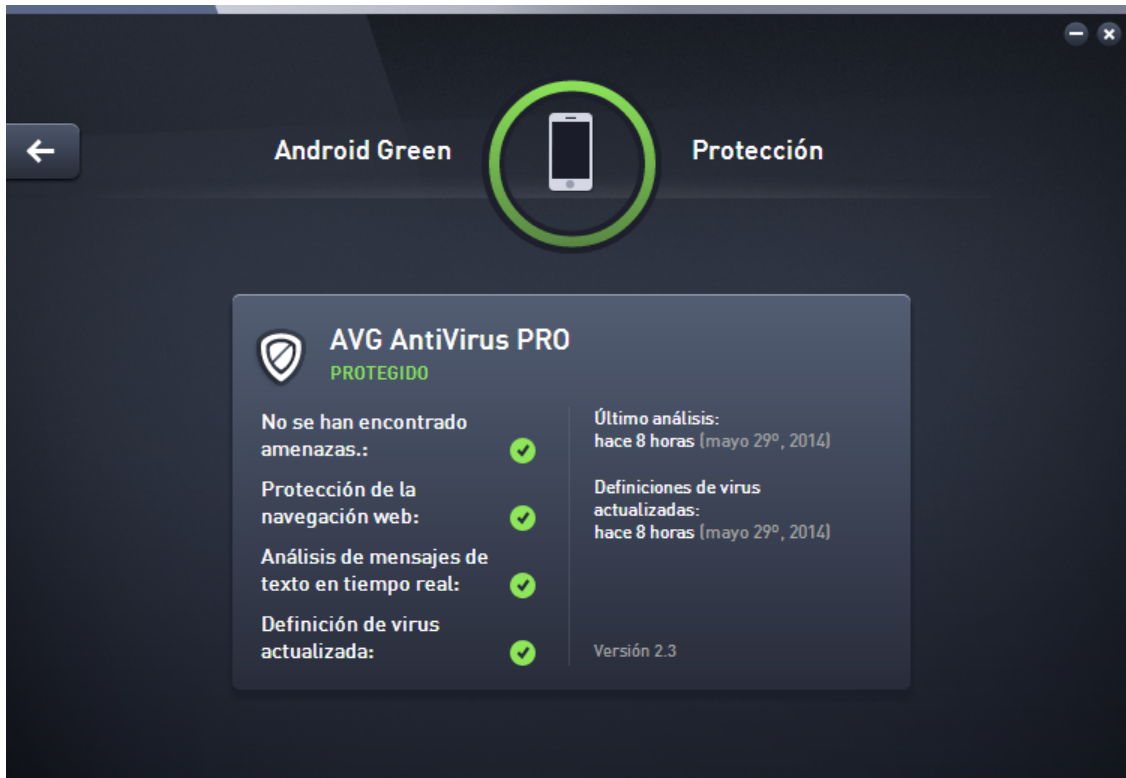 Android Green
Protección
AVG AntiVirus PRO
PROTEGIDO
No se han encontrado
amenazas.:
Protección de la
navegación web:
Análisis de mensajes de
texto en tiempo real:
Definición de virus
actualizada:
Último análisis:
hace 8 horas (mayo 29º, 2014)
Definiciones de virus
actualizadas:
hace 8 horas (mayo 29º, 2014)
Versión 2.3